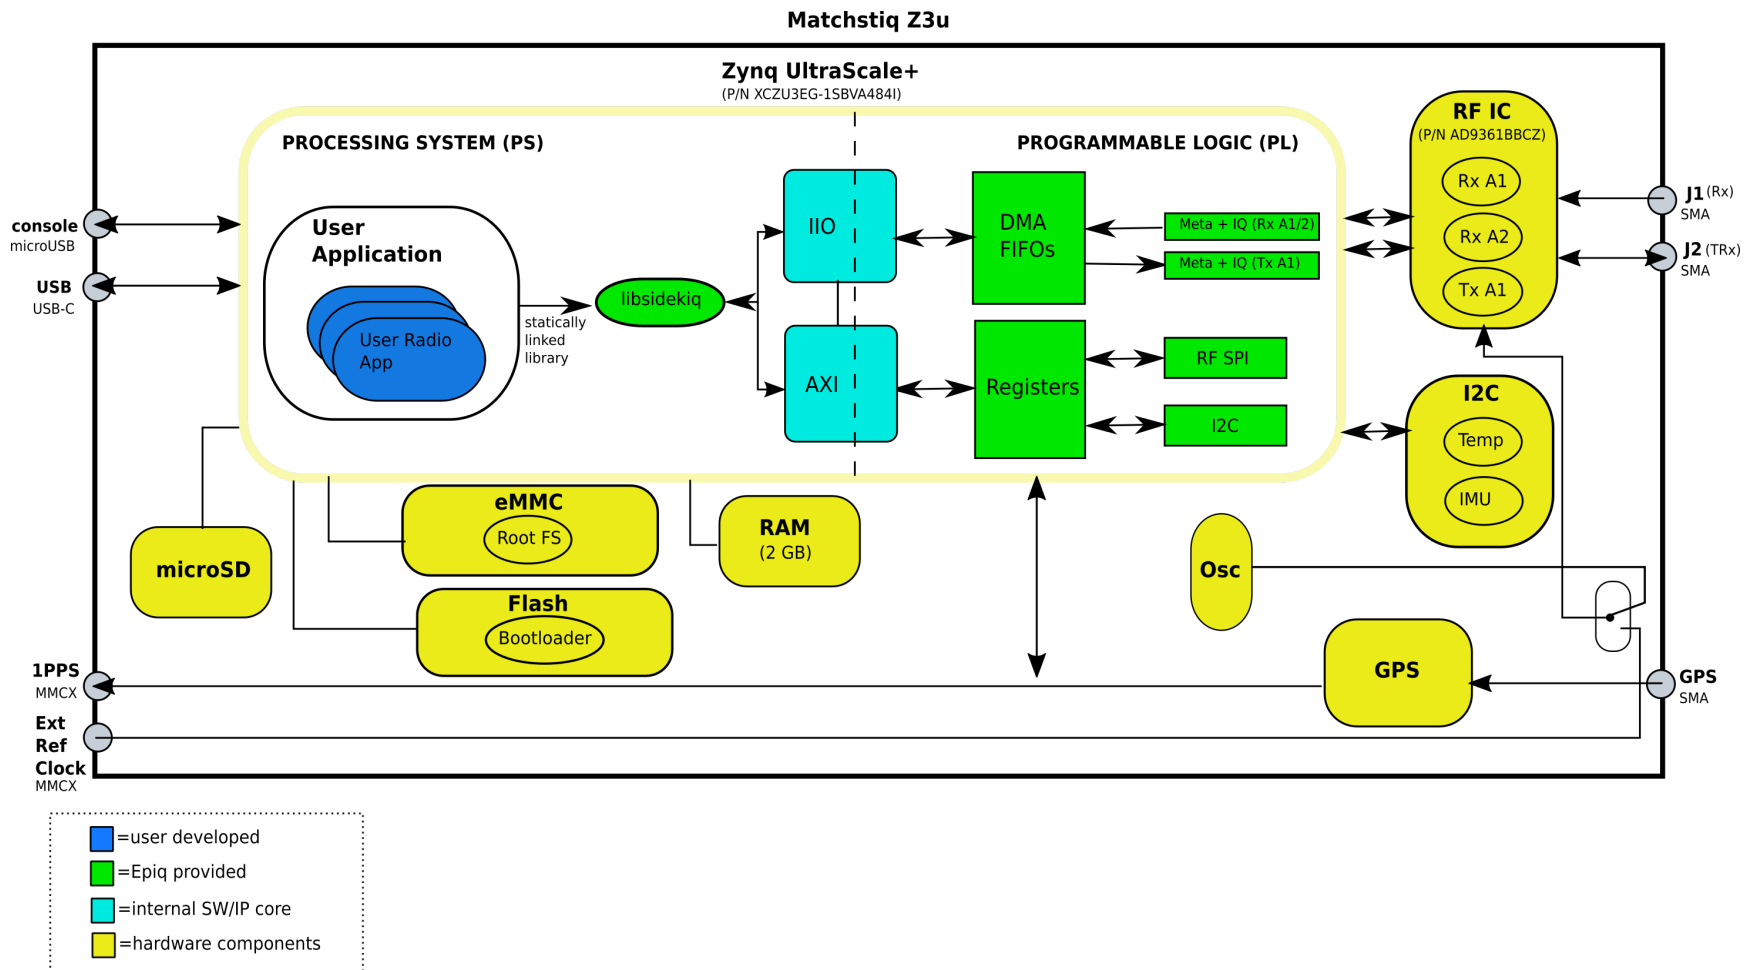 Matchstiq Z3u
Zynq UltraScale+
(P/N XCZU3EG-1SBVA484I)
PROCESSING SYSTEM (PS)
PROGRAMMABLE LOGIC (PL)
RF IC
(P/N AD9361BBCZ)
Rx A1
Rx A2
Tx A1
J1 (Rx)
SMA
J2 (TRx)
SMA
console
microUSB
USB
USB-C
User
Application
User Radio
App
statically
linked
library
libsidekiq
IIO
AXI
DMA
FIFOs
Meta + IQ (Rx A1/2)
Meta + IQ (Tx A1)
Registers
RF SPI
I2C
I2C
Temp
IMU
microSD
eMMC
Root FS
Flash
Bootloader
RAM
(2 GB)
Osc
GPS
GPS
SMA
1PPS
MMCX
Ext
Ref
Clock
MMCX
=user developed
=Epiq provided
=internal SW/IP core
=hardware components